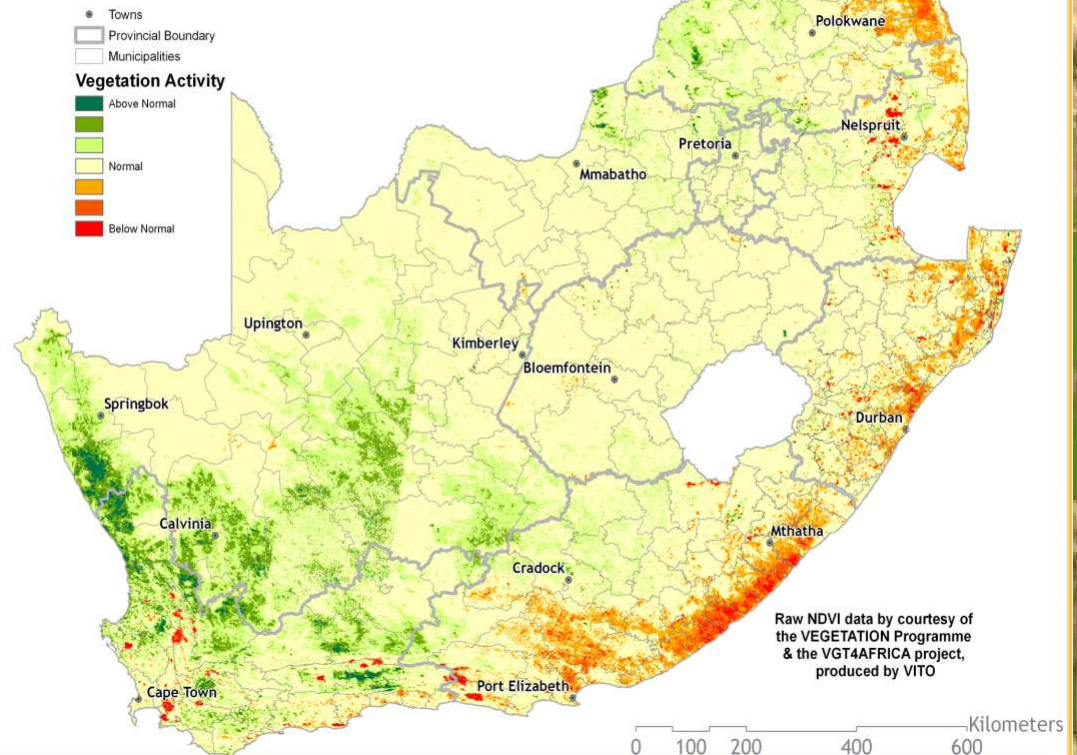 Towns
Provincial Boundary
Municipalities
Vegetation Activity
Above Normal
Normal
Below Normal
Polokwane
Nelspruit
Pretoria
Mmabatho
Upington
Kimberley
Bloemfontein
Springbok
Durban
Calvinia
Mthatha
Cradock
Raw NDVI data by courtesy of
the VEGETATION Programme
& the VGT4AFRICA project,
produced by VITO
Port Elizabeth
Cape Town
Kilometers
0 100 200 400 600